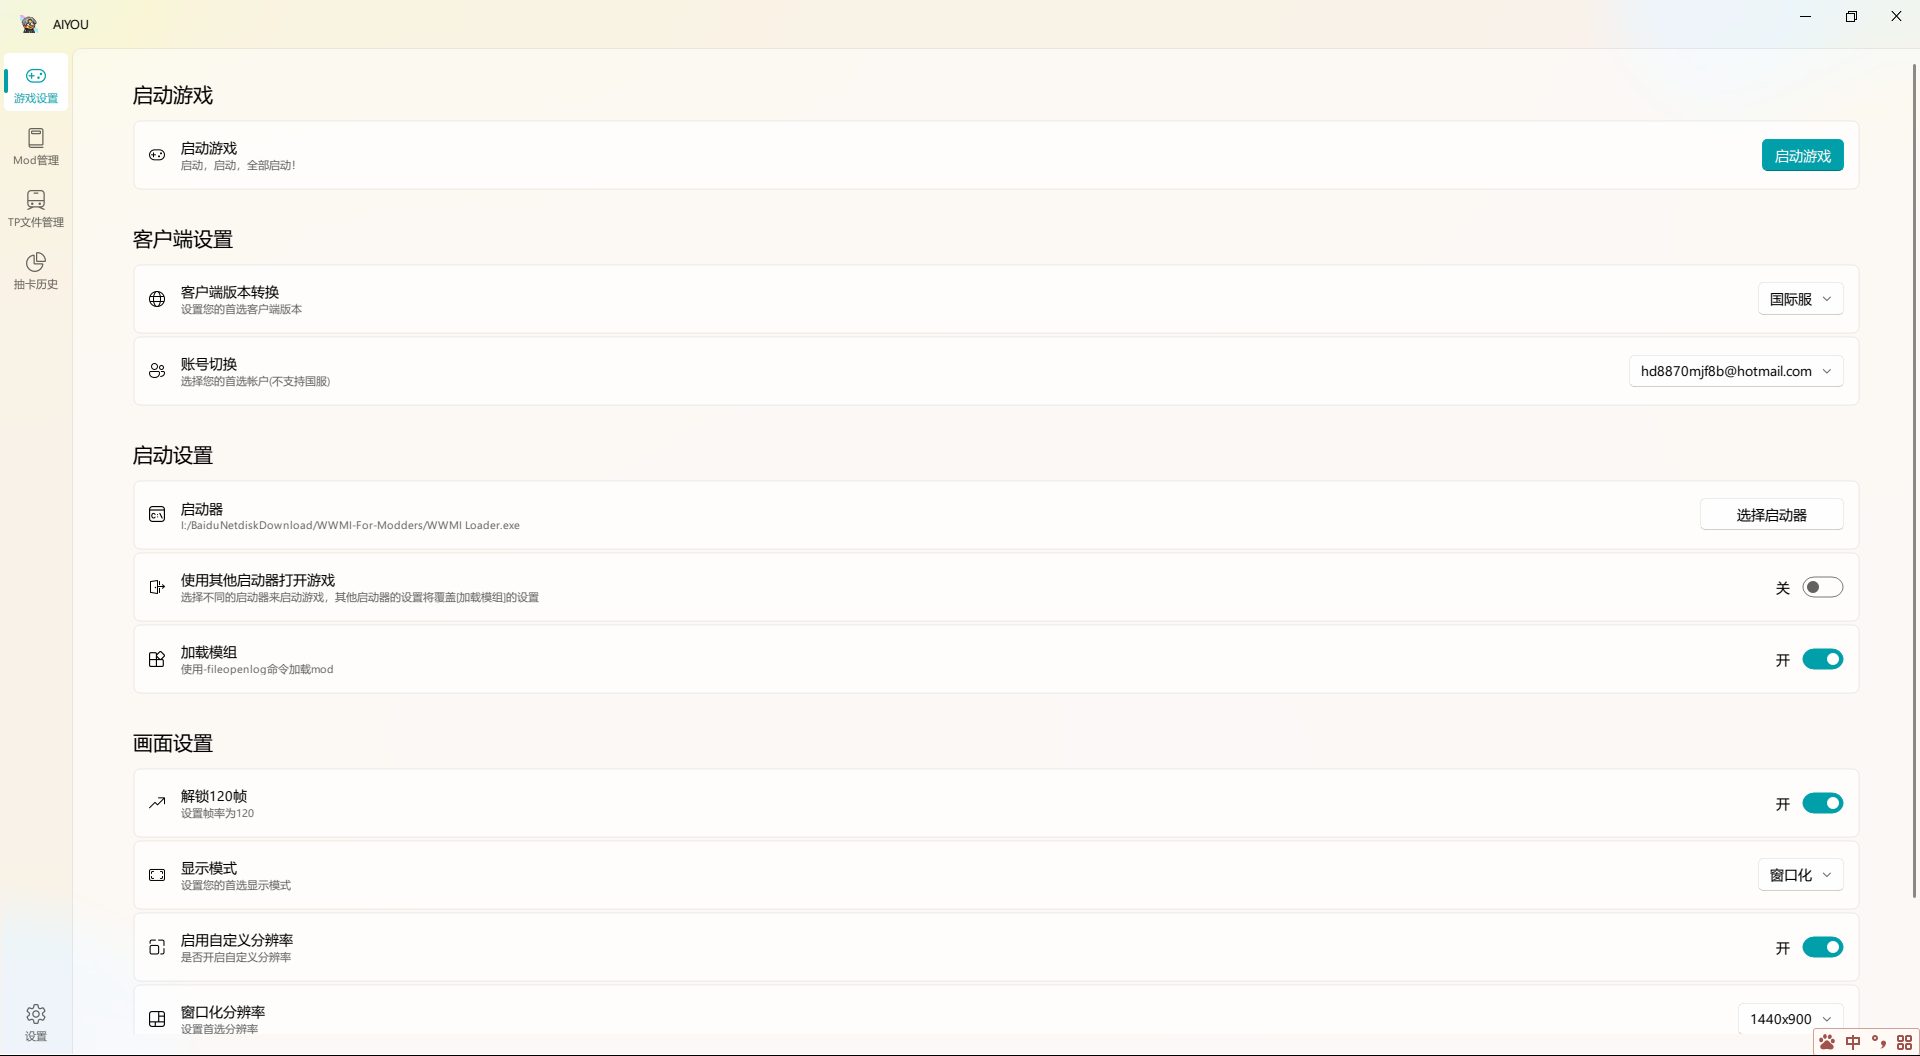 AIYOU
游戏设置
Mod管理
TP文件管理
抽卡历史
设置
启动游戏
启动游戏
启动，启动，全部启动！
启动游戏
客户端设置
客户端版本转换
设置您的首选客户端版本
国际服
账号切换
选择您的首选帐户(不支持国服)
hd8870mjf8b@hotmail.com
启动设置
启动器
I:/BaiduNetdiskDownload/WWMI-For-Modders/WWMI Loader.exe
选择启动器
使用其他启动器打开游戏
选择不同的启动器来启动游戏，其他启动器的设置将覆盖[加载模组]的设置
关
加载模组
使用-fileopenlog命令加载mod
开
画面设置
解锁120帧
设置帧率为120
开
显示模式
设置您的首选显示模式
窗口化
启用自定义分辨率
是否开启自定义分辨率
开
窗口化分辨率
设置首选分辨率
1440x900
中